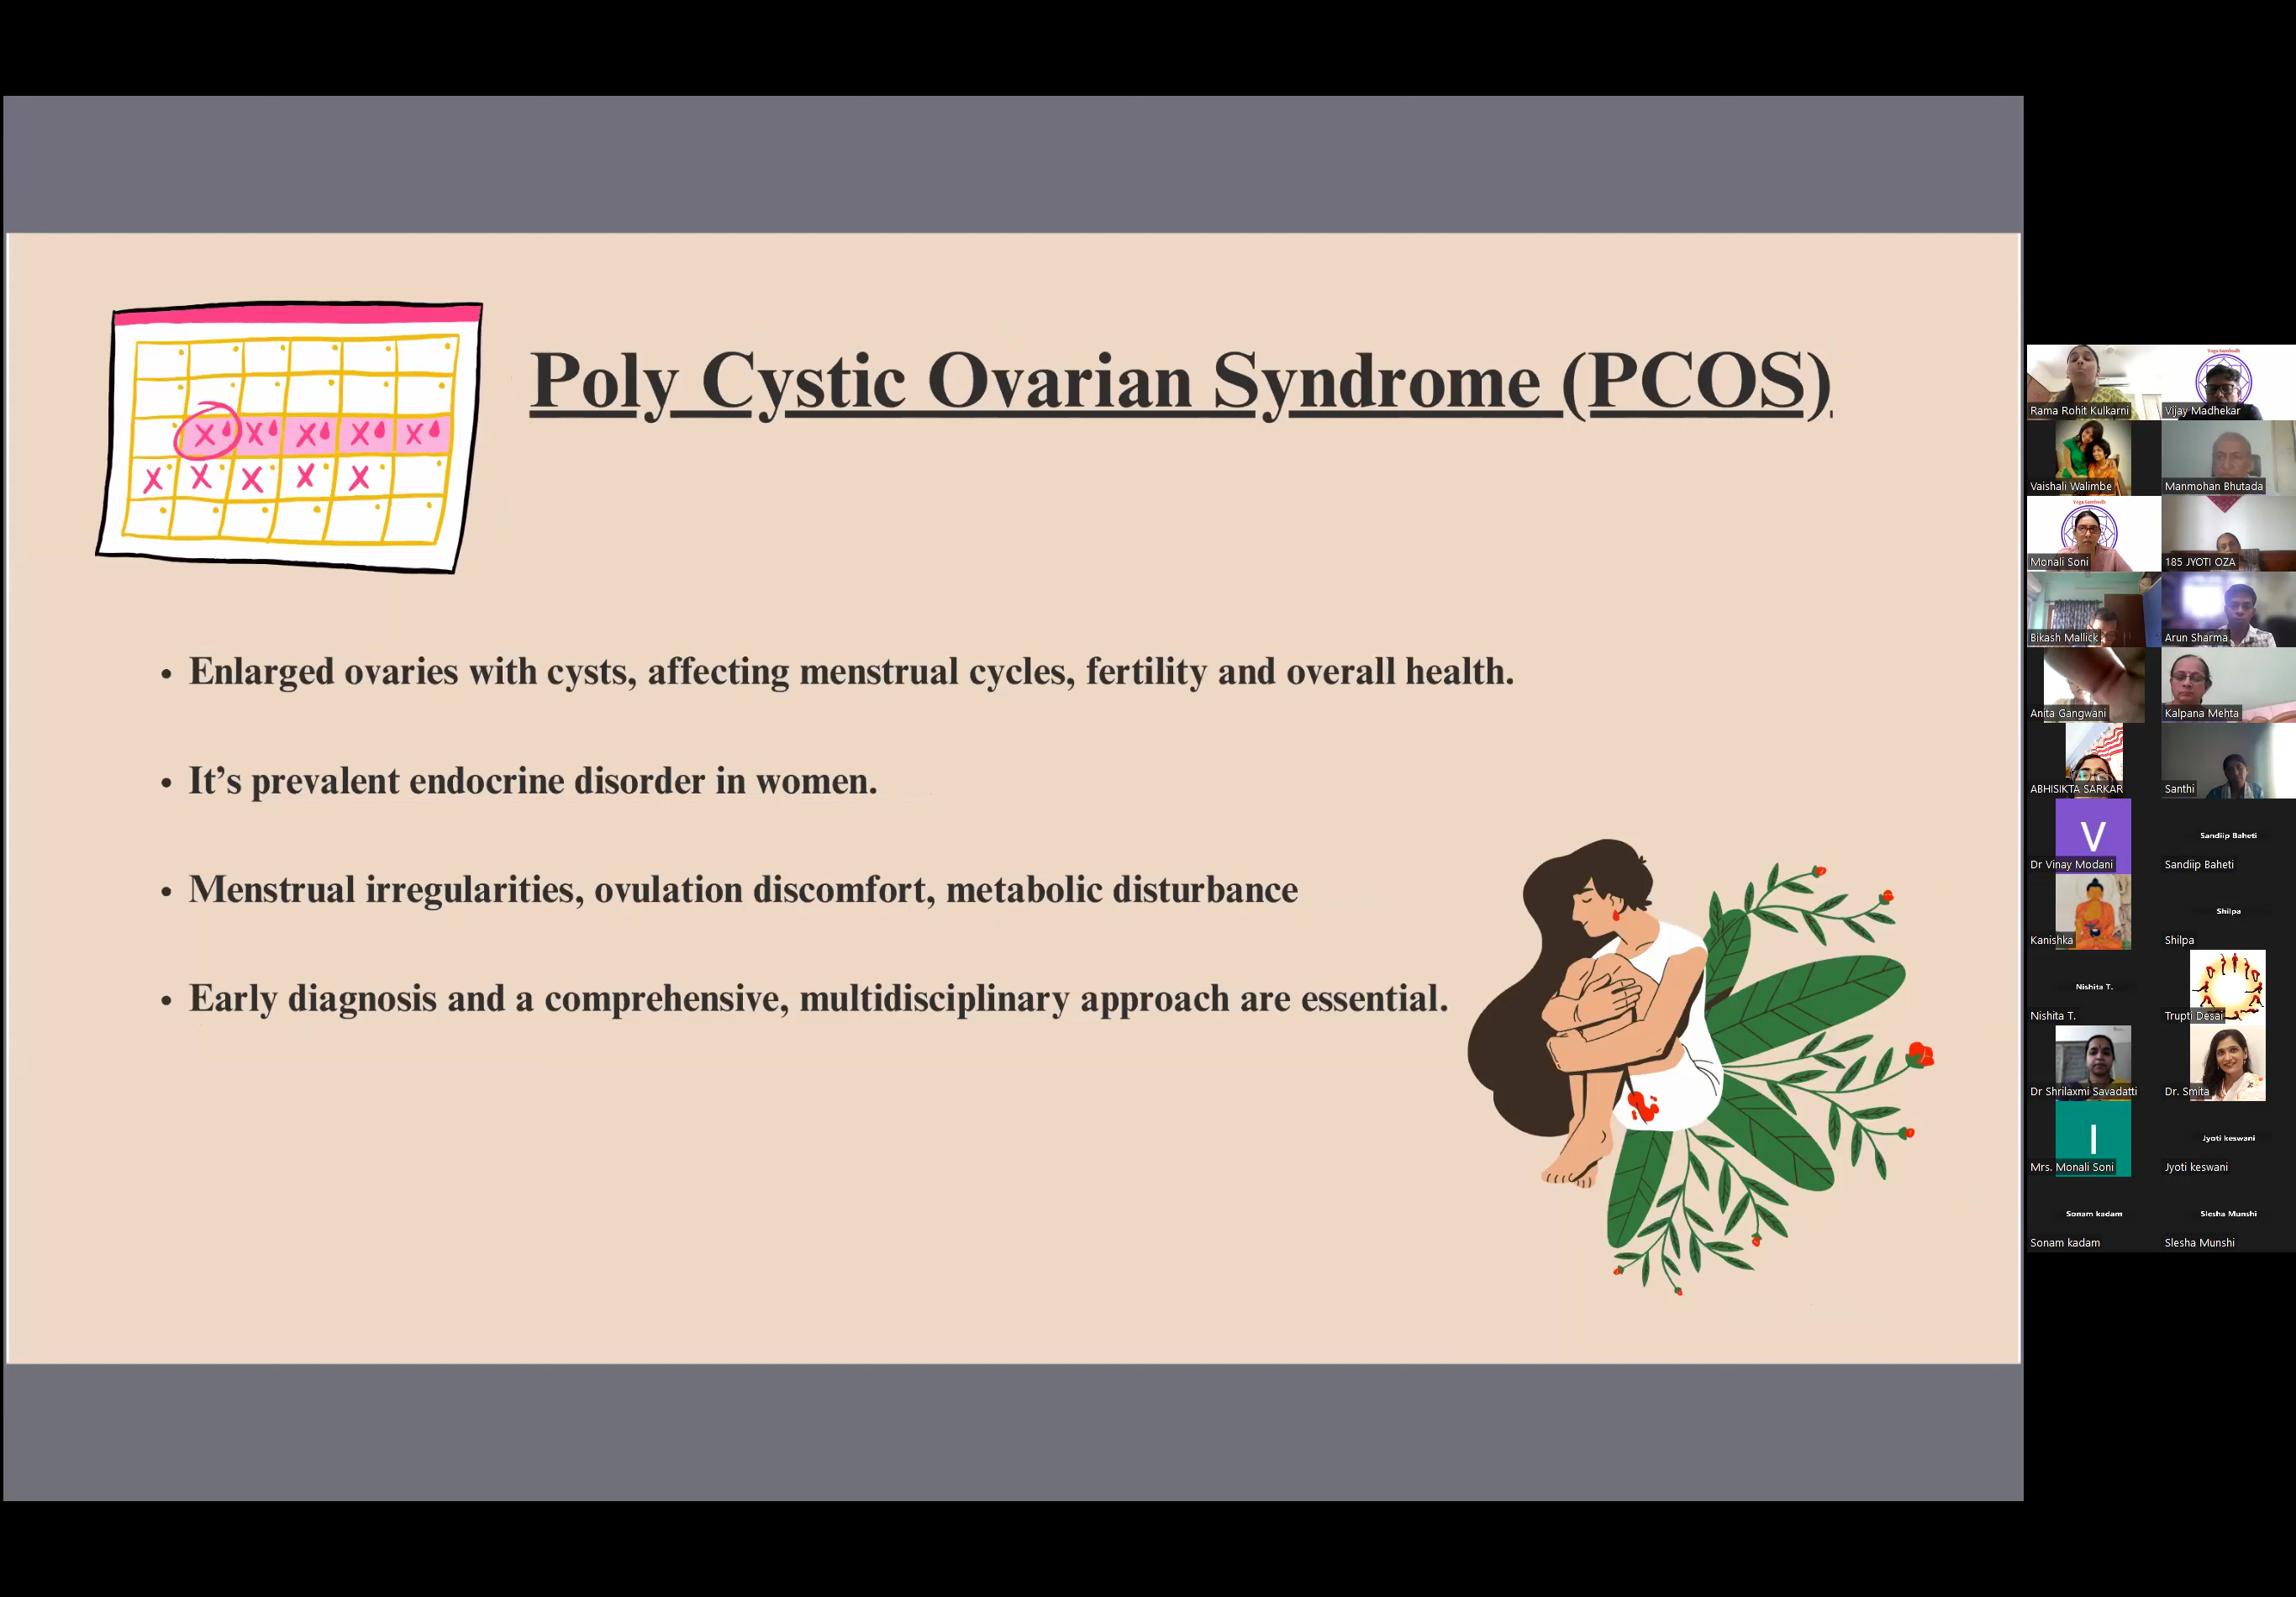 Poly Cystic Ovarian Syndrome (PCOS)
• Enlarged ovaries with cysts, affecting menstrual cycles, fertility and overall health.
• It’s prevalent endocrine disorder in women.
• Menstrual irregularities, ovulation discomfort, metabolic disturbance
• Early diagnosis and a comprehensive, multidisciplinary approach are essential.
Yoga Sambodh
Rama Rohit Kulkarni
Vijay Madhekar
Vaishali Walimbe
Manmohan Bhutada
Yoga Sambodh
Monali Soni
185 JYOTI OZA
Bikash Mallick
Arun Sharma
Anita Gangwani
Kalpana Mehta
ABHISIKTA SARKAR
Santhi
V
Sandiip Baheti
Dr Vinay Modani
Sandiip Baheti
Shilpa
Kanishka
Shilpa
Nishita T.
Nishita T.
Trupti Desai
Dr Shrilaxmi Savadatti
Dr. Smita
I
Jyoti keswani
Mrs. Monali Soni
Jyoti keswani
Sonam kadam
Slesha Munshi
Sonam kadam
Slesha Munshi